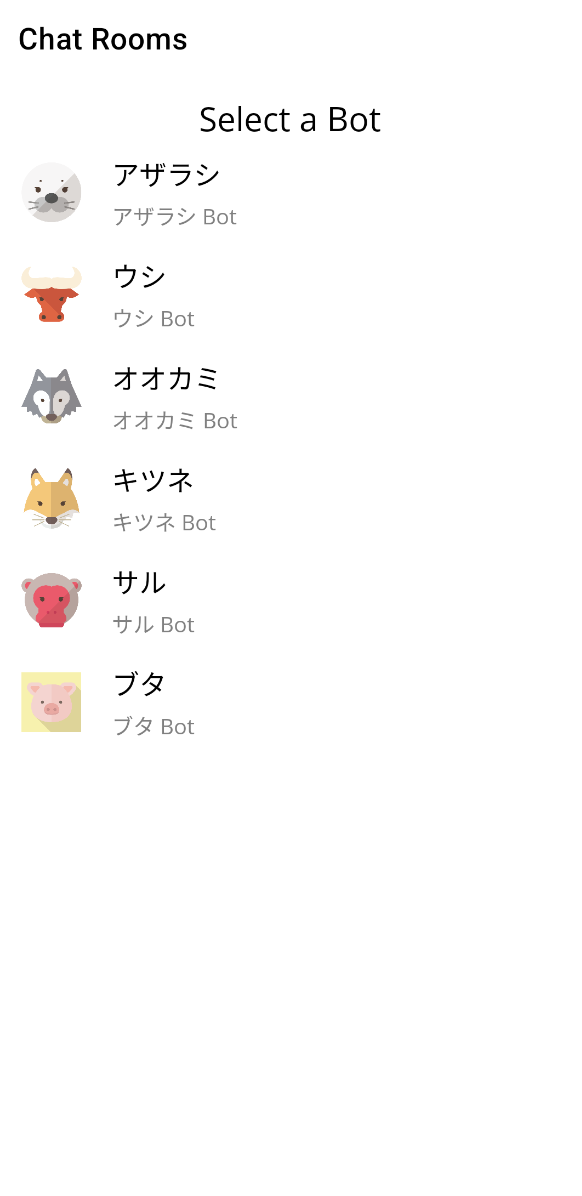 Chat Rooms
Select a Bot
アザラシ
アザラシ Bot
ウシ
ウシ Bot
オオカミ
オオカミ Bot
キツネ
キツネ Bot
サル
サル Bot
ブタ
ブタ Bot